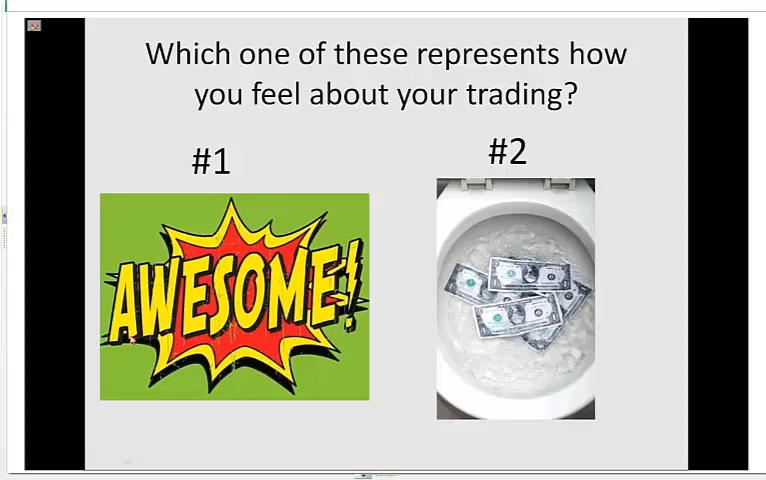 Which one of these represents how
you feel about your trading?
#1
#2
AWESOME!